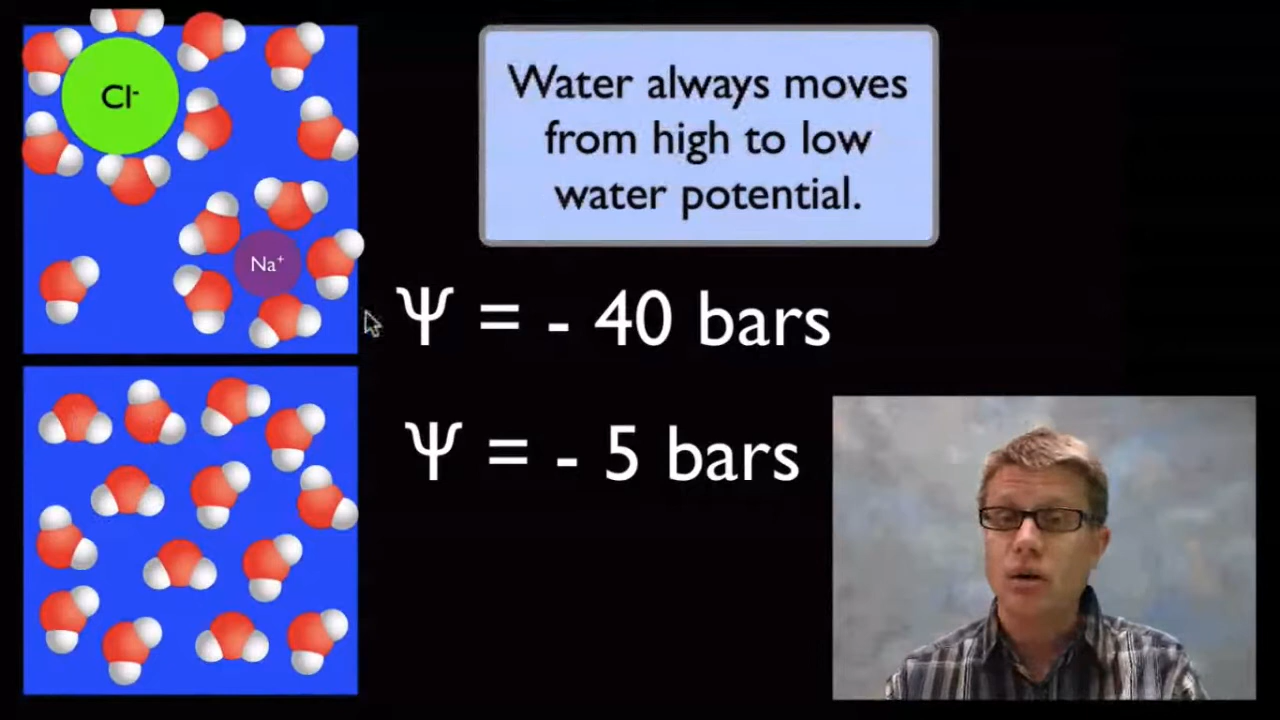 Cl-
Na+
Water always moves
from high to low
water potential.
Ψ = - 40 bars
Ψ = - 5 bars